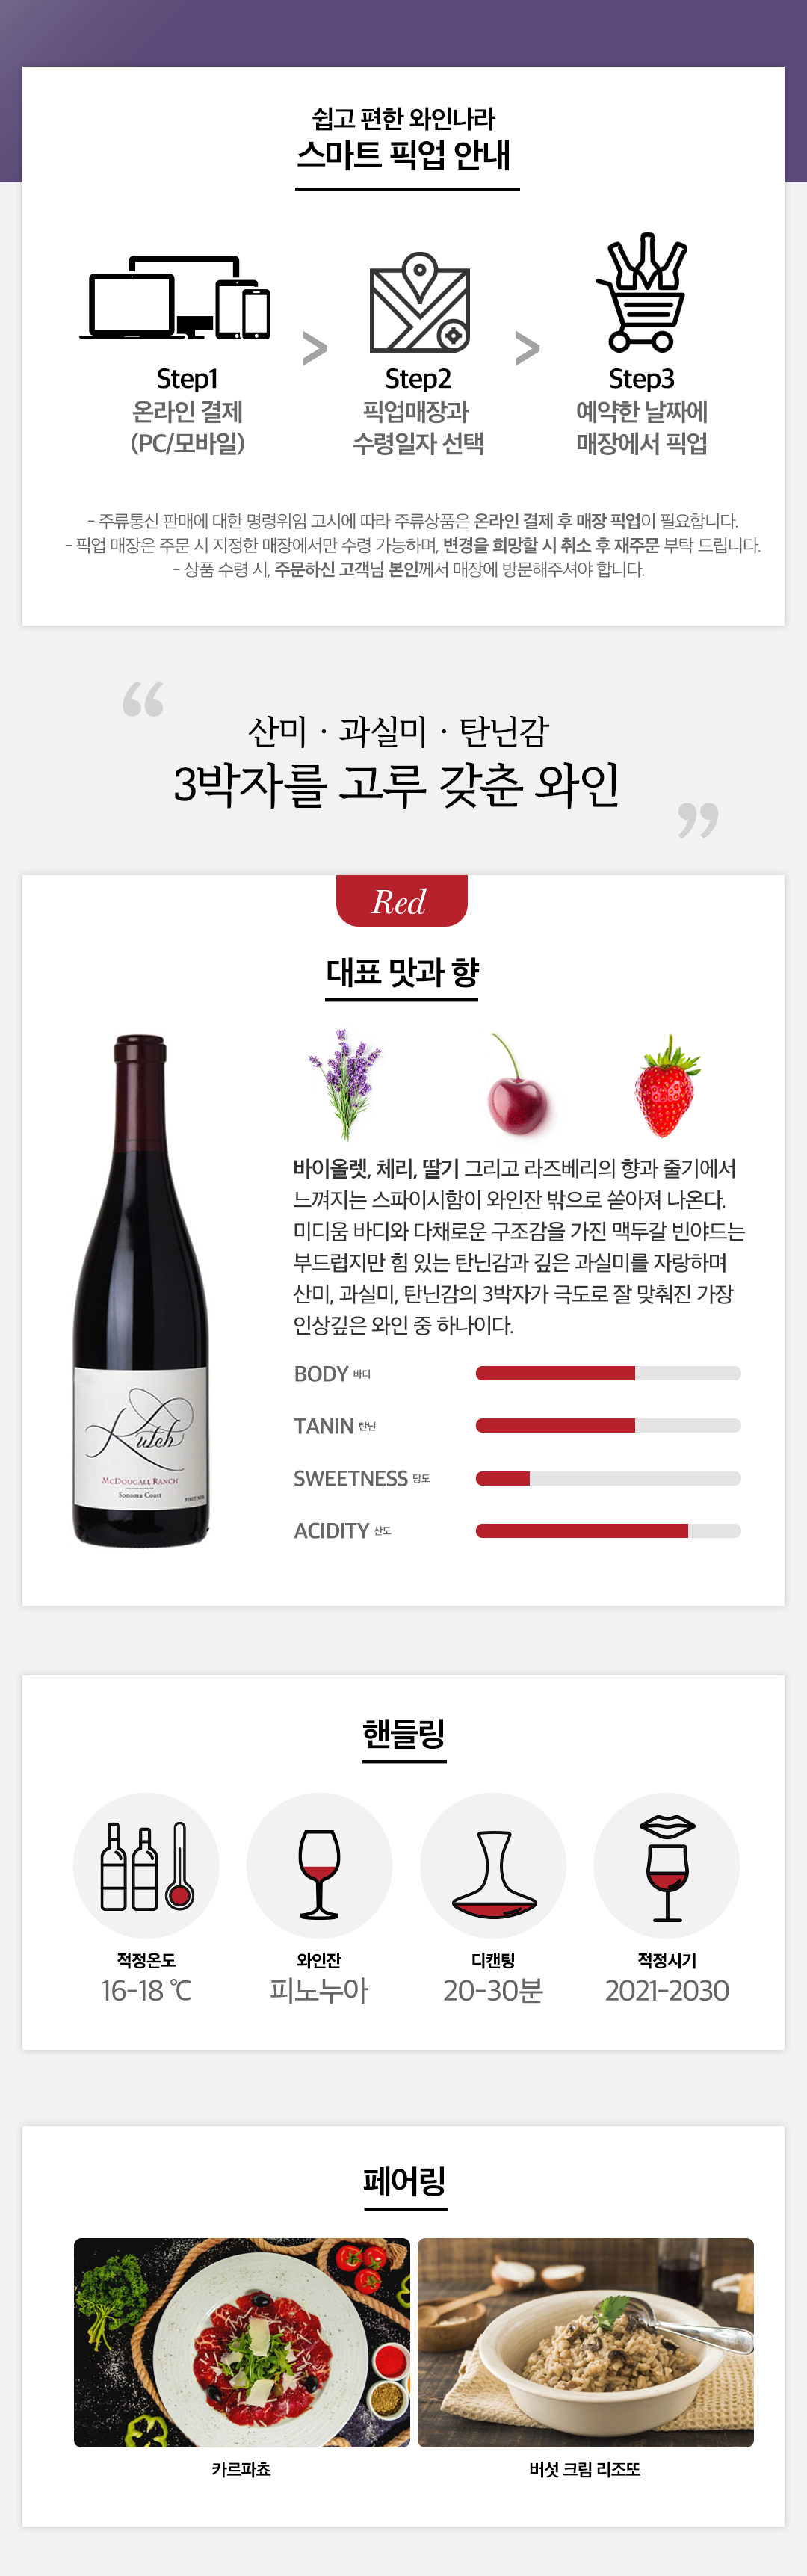 쉽고 편한 와인나라
스마트 픽업 안내
Step1
온라인 결제
(PC/모바일)
>
Step2
픽업매장과
수령일자 선택
>
Step3
예약한 날짜에
매장에서 픽업
- 주류통신 판매에 대한 명령위임 고시에 따라 주류상품은 온라인 결제 후 매장 픽업이 필요합니다.
- 픽업 매장은 주문 시 지정한 매장에서만 수령 가능하며, 변경을 희망할 시 취소 후 재주문 부탁 드립니다.
- 상품 수령 시, 주문하신 고객님 본인께서 매장에 방문해주셔야 합니다.
“
산미 · 과실미 · 탄닌감
3박자를 고루 갖춘 와인
”
Red
대표 맛과 향
바이올렛, 체리, 딸기 그리고 라즈베리의 향과 줄기에서
느껴지는 스파이시함이 와인잔 밖으로 쏟아져 나온다.
미디움 바디와 다채로운 구조감을 가진 맥두갈 빈야드는
부드럽지만 힘 있는 탄닌감과 깊은 과실미를 자랑하며
산미, 과실미, 탄닌감의 3박자가 극도로 잘 맞춰진 가장
인상깊은 와인 중 하나이다.
BODY 바디
TANIN 탄닌
SWEETNESS 당도
ACIDITY 산도
Kutch
McDougall Ranch
Sonoma Coast
PINOT NOIR
핸들링
적정온도
16-18 ℃
와인잔
피노누아
디캔팅
20-30분
적정시기
2021-2030
페어링
카르파쵸
버섯 크림 리조또